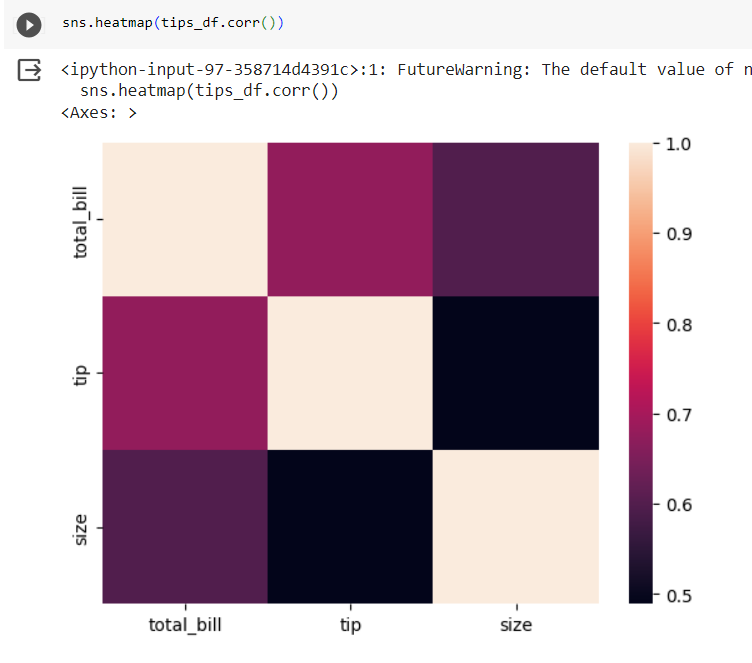 sns.heatmap(tips_df.corr())
<ipython-input-97-358714d4391c>:1: FutureWarning: The default value of n
sns.heatmap(tips_df.corr())
<Axes: >
1.0
total_bill
0.9
0.8
tip
0.7
0.6
size
0.5
total_bill tip size